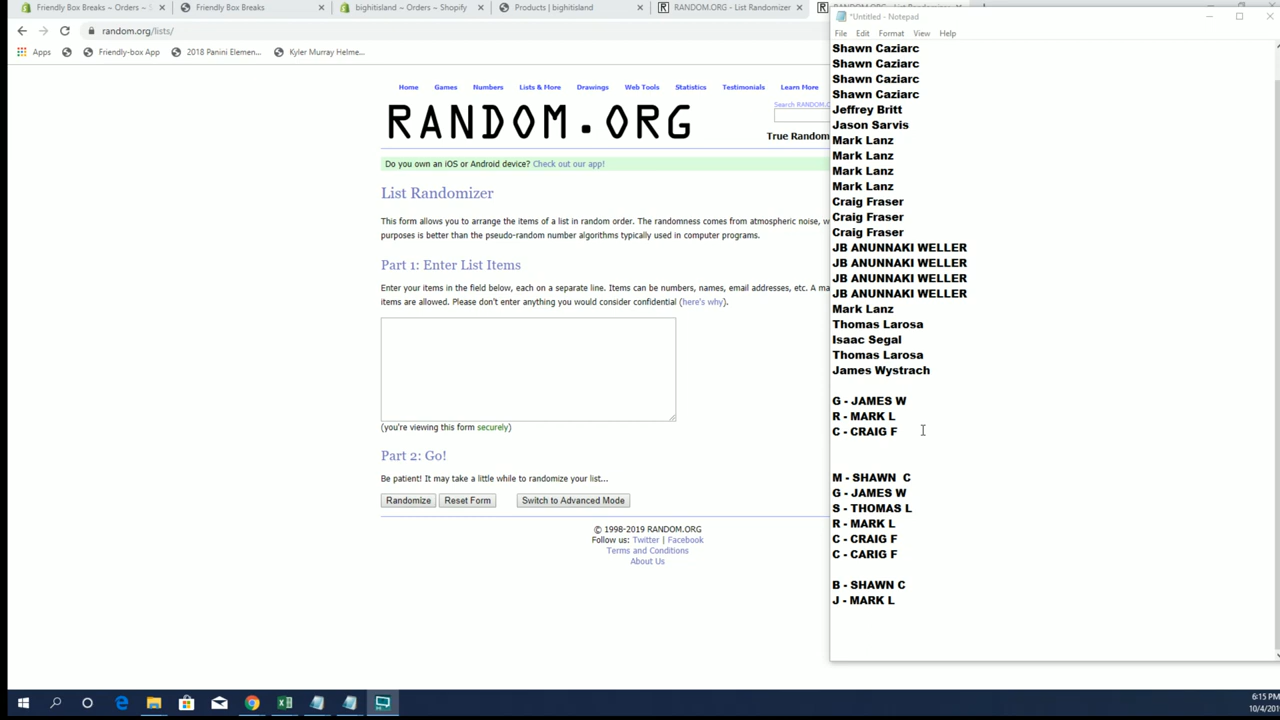 Friendly Box Breaks ~ Orders ~ S
Friendly Box Breaks
bighitisland ~ Orders ~ Shopify
Products | bighitisland
RANDOM.ORG - List Randomizer
random.org/lists/
Apps
Friendly-box App
2018 Panini Elemen...
Kyler Murray Helme...
Home
Games
Numbers
Lists & More
Drawings
Web Tools
Statistics
Testimonials
Learn More
RANDOM.ORG
Search RANDOM.O
True Random
Do you own an iOS or Android device? Check out our app!
List Randomizer
This form allows you to arrange the items of a list in random order. The randomness comes from atmospheric noise, w
purposes is better than the pseudo-random number algorithms typically used in computer programs.
Part 1: Enter List Items
Enter your items in the field below, each on a separate line. Items can be numbers, names, email addresses, etc. A ma
items are allowed. Please don't enter anything you would consider confidential (here's why).
(you're viewing this form securely)
Part 2: Go!
Be patient! It may take a little while to randomize your list...
Randomize
Reset Form
Switch to Advanced Mode
© 1998-2019 RANDOM.ORG
Follow us: Twitter | Facebook
Terms and Conditions
About Us
*Untitled - Notepad
File Edit Format View Help
Shawn Caziarc
Shawn Caziarc
Shawn Caziarc
Shawn Caziarc
Jeffrey Britt
Jason Sarvis
Mark Lanz
Mark Lanz
Mark Lanz
Mark Lanz
Craig Fraser
Craig Fraser
Craig Fraser
JB ANUNNAKI WELLER
JB ANUNNAKI WELLER
JB ANUNNAKI WELLER
JB ANUNNAKI WELLER
Mark Lanz
Thomas Larosa
Isaac Segal
Thomas Larosa
James Wystrach
G - JAMES W
R - MARK L
C - CRAIG F
M - SHAWN  C
G - JAMES W
S - THOMAS L
R - MARK L
C - CRAIG F
C - CARIG F
B - SHAWN C
J - MARK L
6:15 PM
10/4/201